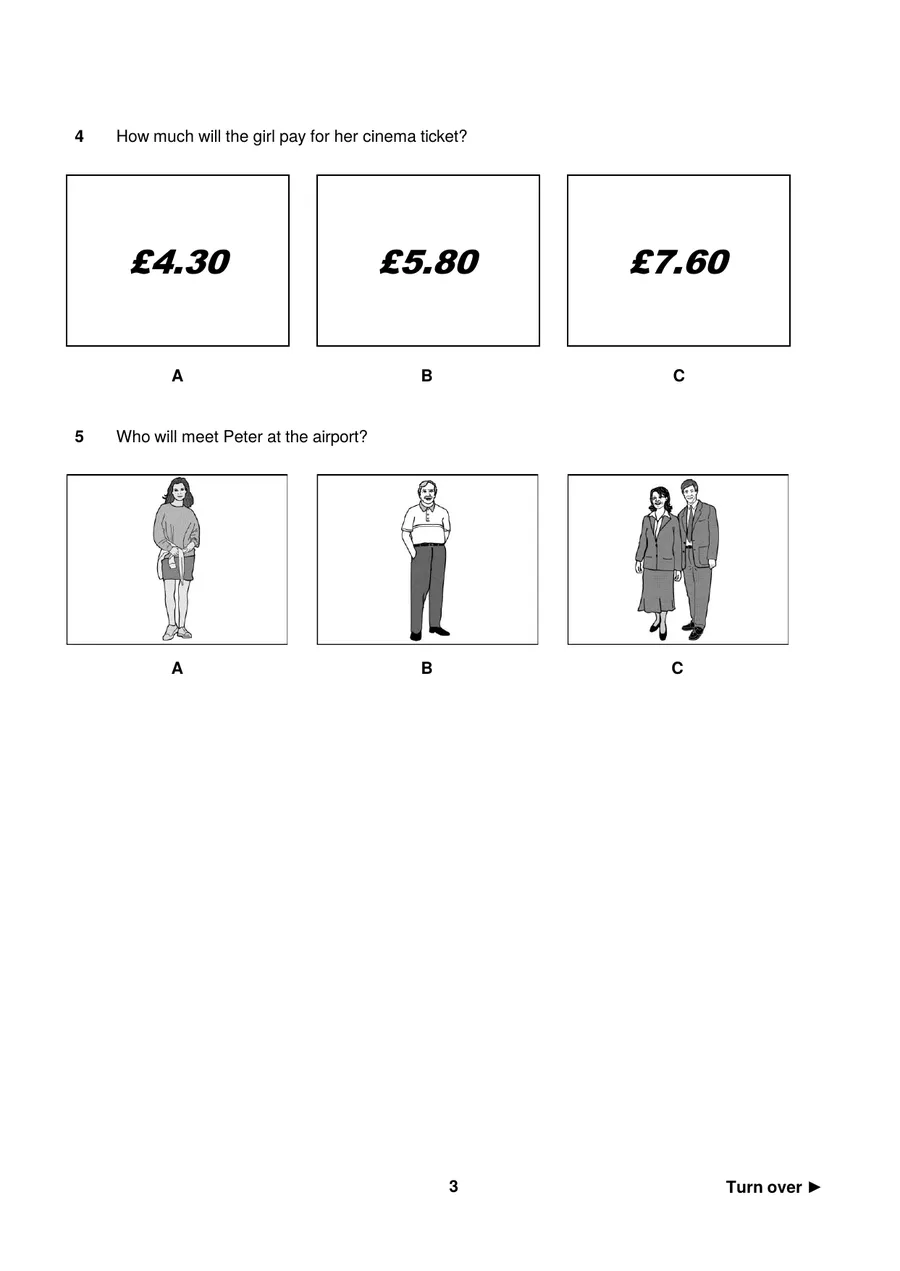 4 How much will the girl pay for her cinema ticket?
£4.30 £5.80 £7.60
A B C
5 Who will meet Peter at the airport?
A B C
3 Turn over ►